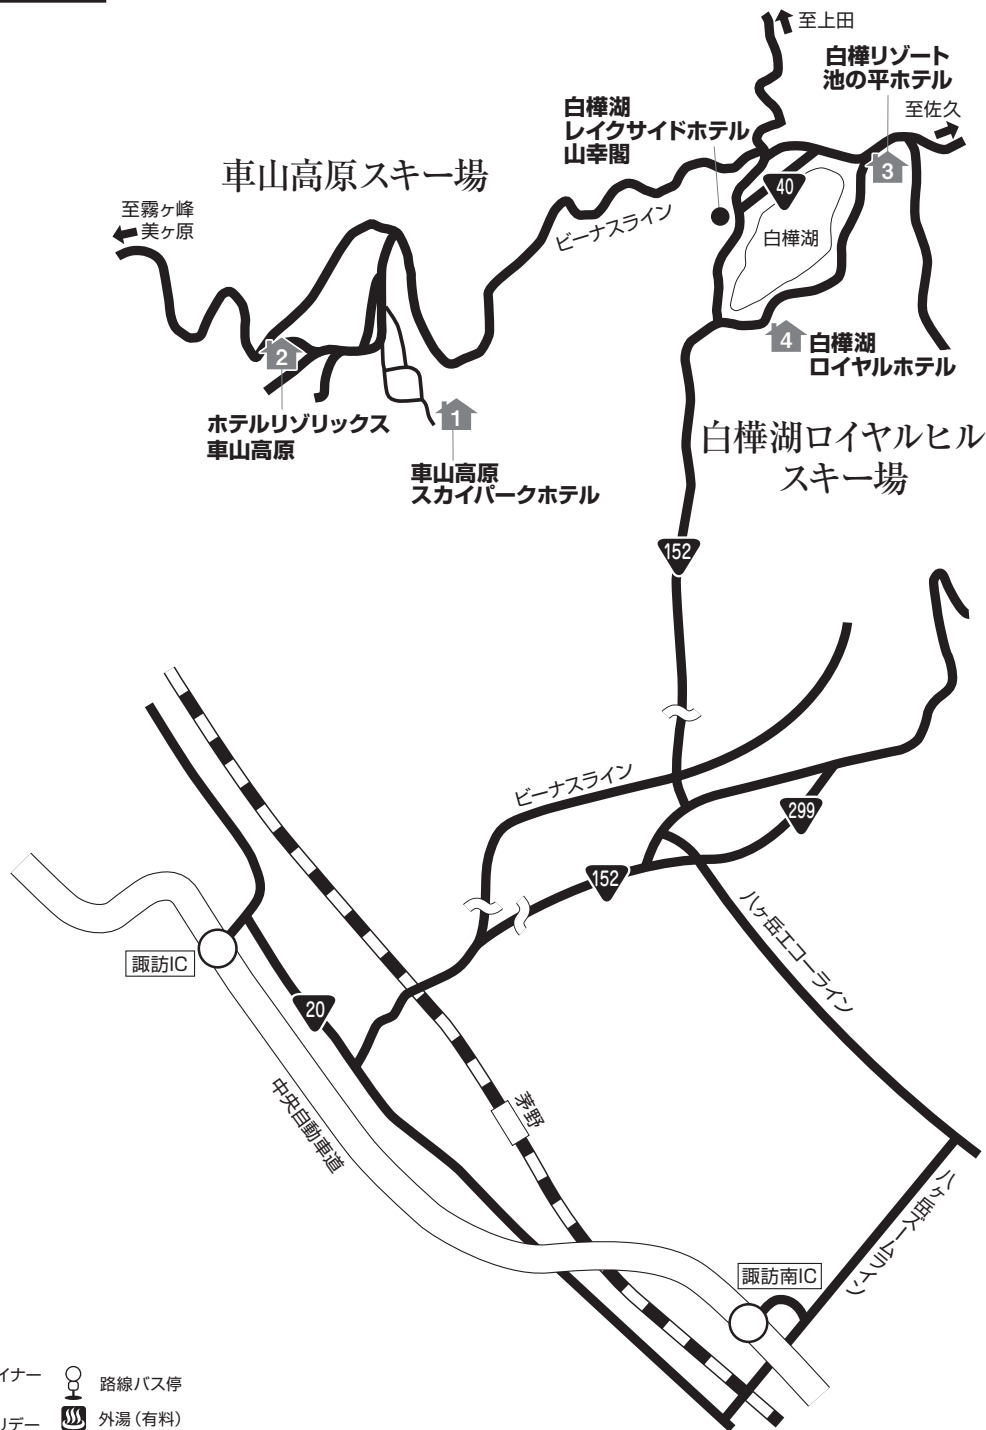 至上田
白樺リゾート
池の平ホテル
至佐久
白樺湖
レイクサイドホテル
山幸閣
3
40
車山高原スキー場
至霧ヶ峰
美ヶ原
ビーナスライン
白樺湖
4
白樺湖
ロイヤルホテル
2
ホテルリゾリックス
車山高原
1
車山高原
スカイパークホテル
白樺湖ロイヤルヒル
スキー場
152
ビーナスライン
299
152
八ヶ岳エコーライン
諏訪IC
20
中央自動車道
茅野
八ヶ岳ズームライン
諏訪南IC
イナー
路線バス停
リデー
外湯(有料)